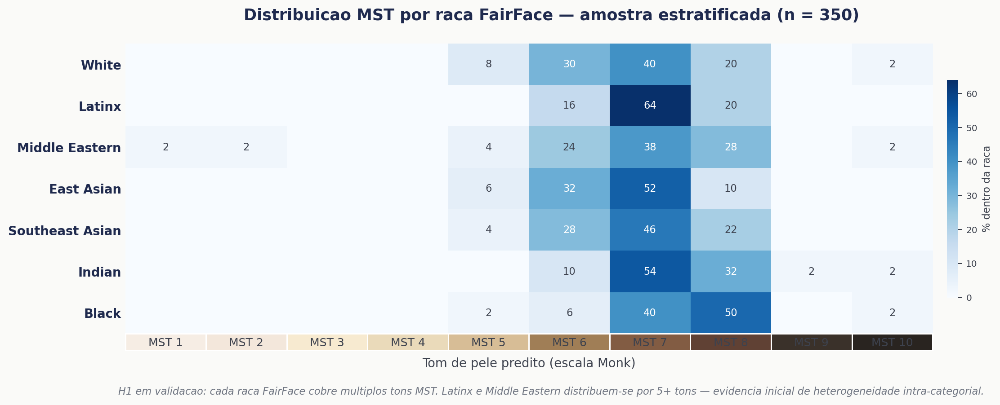 Distribuicao MST por raca FairFace — amostra estratificada (n = 350)
White 8 30 40 20 2
Latinx 16 64 20
Middle Eastern 2 2 4 24 38 28 2
East Asian 6 32 52 10
Southeast Asian 4 28 46 22
Indian 10 54 32 2 2
Black 2 6 40 50 2
MST 1 MST 2 MST 3 MST 4 MST 5 MST 6 MST 7 MST 8 MST 9 MST 10
Tom de pele predito (escala Monk)
60
50
40
30
20
10
0
% dentro da raca
H1 em validacao: cada raca FairFace cobre multiplos tons MST. Latinx e Middle Eastern distribuem-se por 5+ tons — evidencia inicial de heterogeneidade intra-categorial.